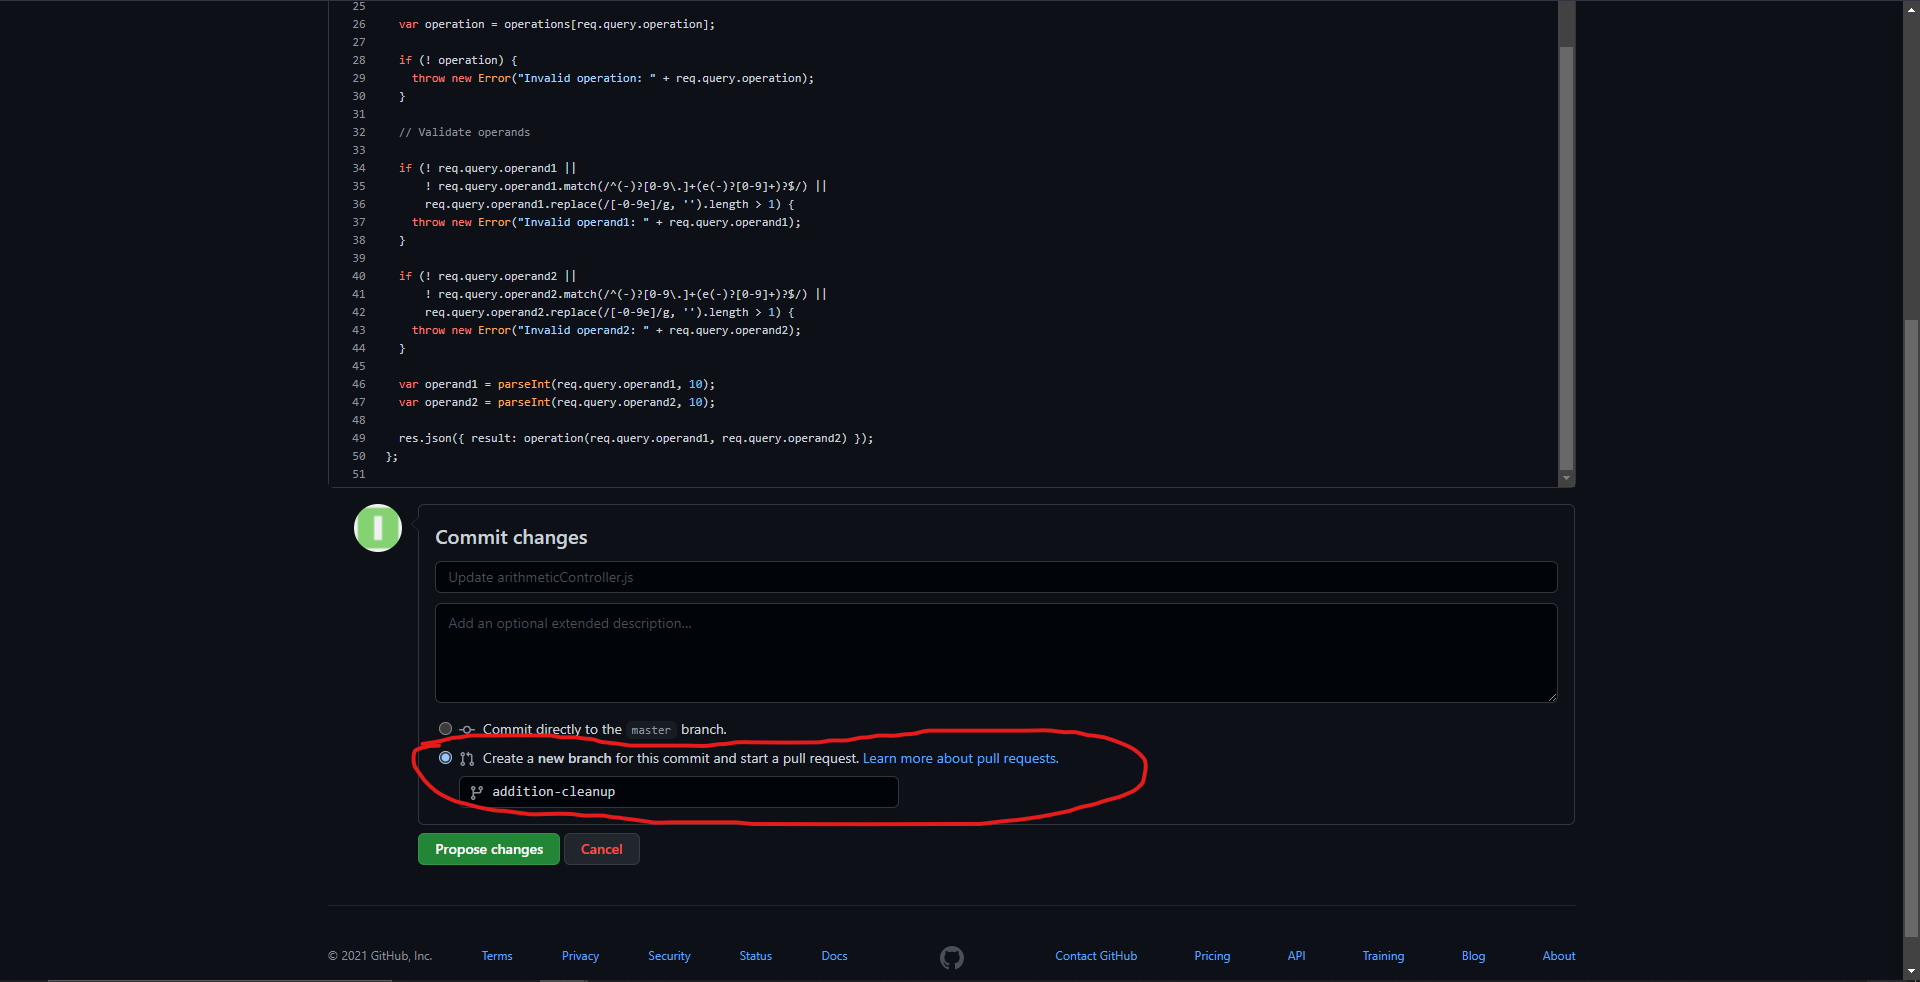 25
26 var operation = operations[req.query.operation];
27
28 if (! operation) {
29 throw new Error("Invalid operation: " + req.query.operation);
30 }
31
32 // Validate operands
33
34 if (! req.query.operand1 ||
35 ! req.query.operand1.match(/^(-)?[0-9\.]+(e(-)?[0-9]+)?$/) ||
36 req.query.operand1.replace(/[-0-9e]/g, '').length > 1) {
37 throw new Error("Invalid operand1: " + req.query.operand1);
38 }
39
40 if (! req.query.operand2 ||
41 ! req.query.operand2.match(/^(-)?[0-9\.]+(e(-)?[0-9]+)?$/) ||
42 req.query.operand2.replace(/[-0-9e]/g, '').length > 1) {
43 throw new Error("Invalid operand2: " + req.query.operand2);
44 }
45
46 var operand1 = parseInt(req.query.operand1, 10);
47 var operand2 = parseInt(req.query.operand2, 10);
48
49 res.json({ result: operation(req.query.operand1, req.query.operand2) });
50 };
51
Commit changes
Update arithmeticController.js
Add an optional extended description...
Commit directly to the master branch.
Create a new branch for this commit and start a pull request. Learn more about pull requests.
addition-cleanup
Propose changes Cancel
© 2021 GitHub, Inc. Terms Privacy Security Status Docs Contact GitHub Pricing API Training Blog About